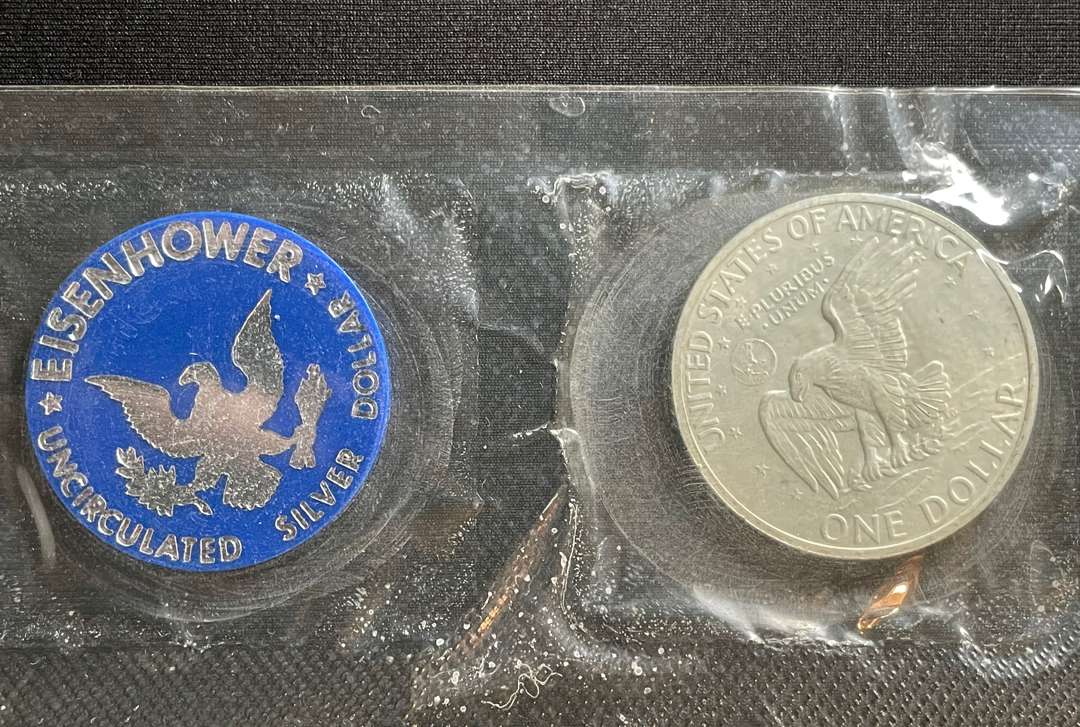 ★ EISENHOWER ★
UNCIRCULATED SILVER DOLLAR
UNITED STATES OF AMERICA
E·PLURIBUS
·UNUM·
ONE DOLLAR